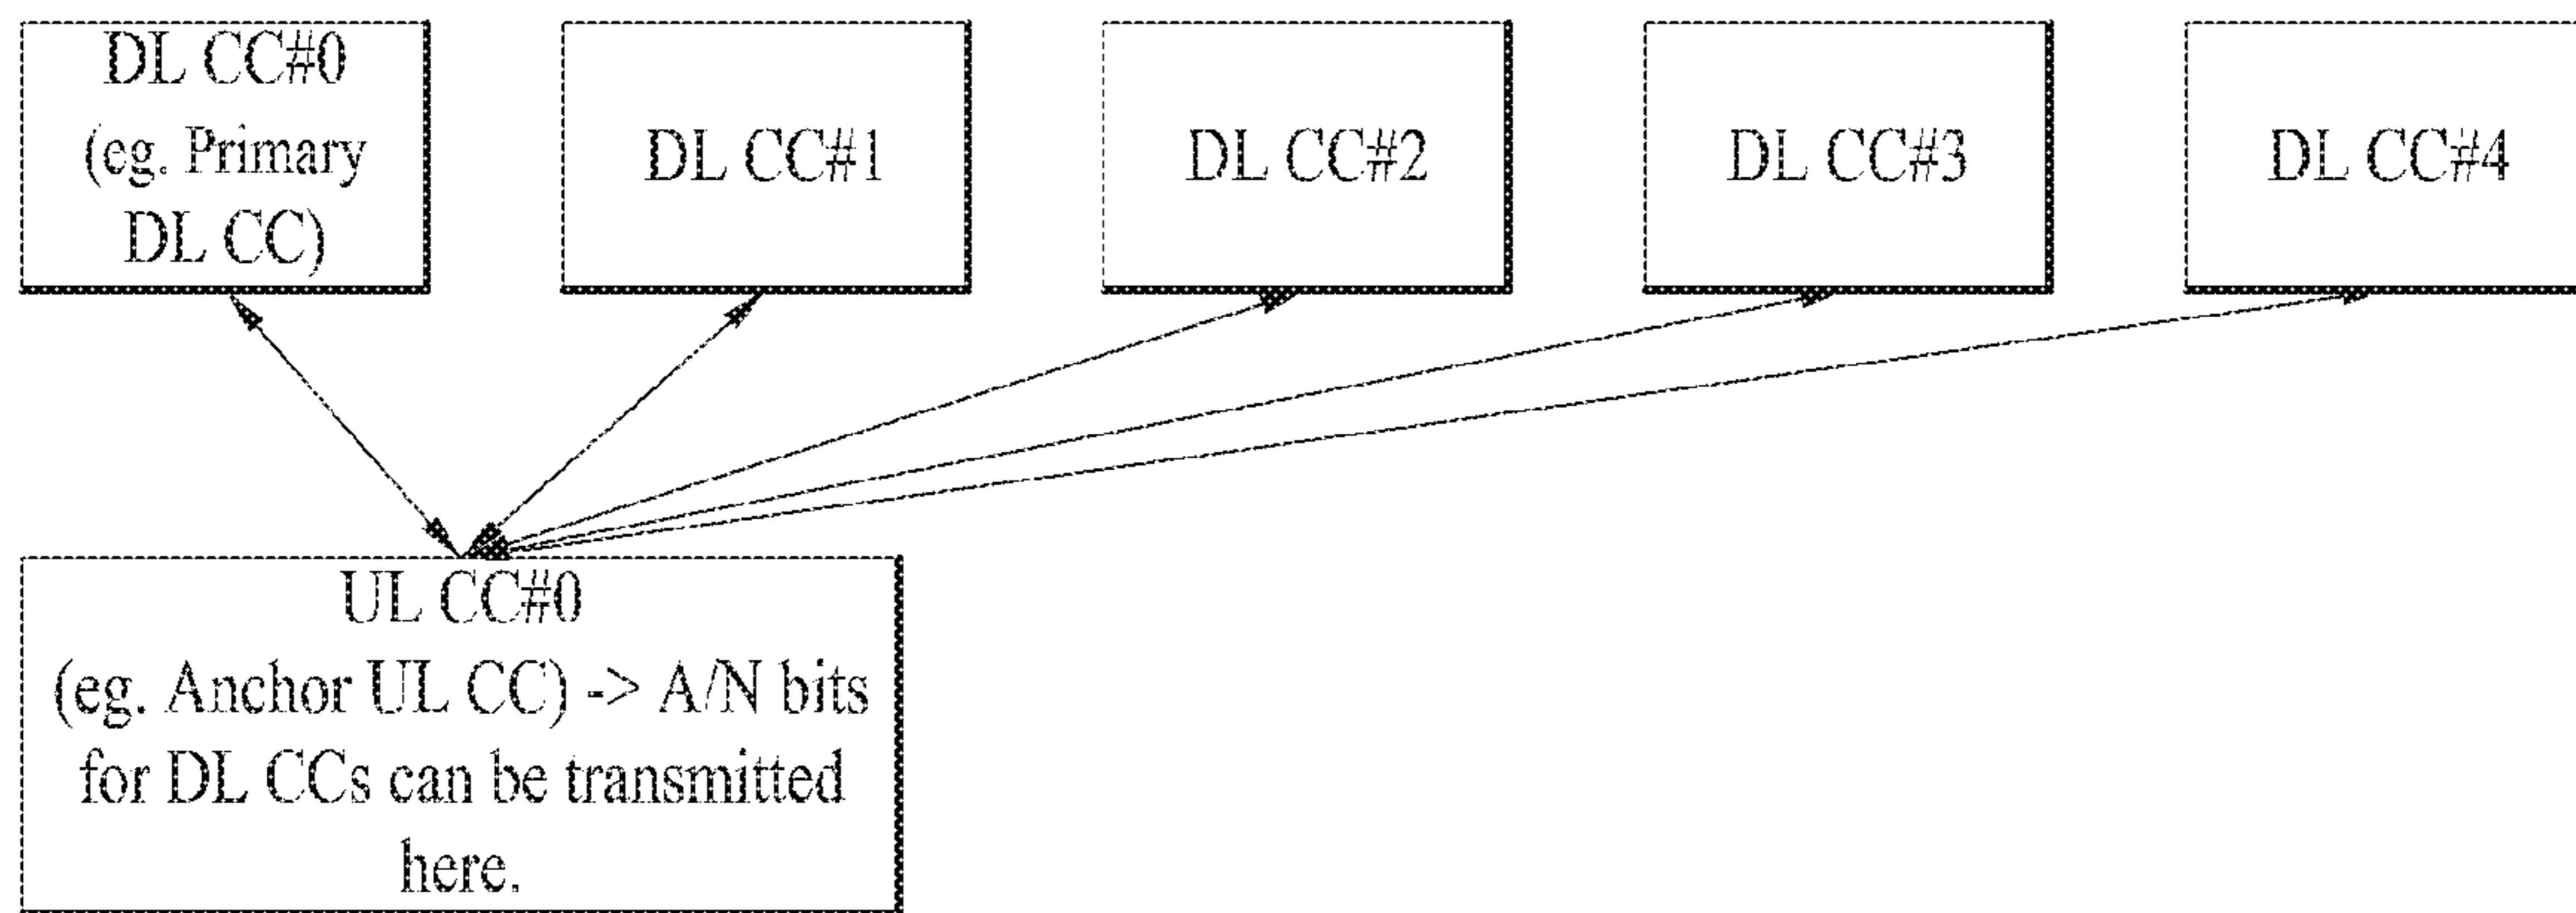 DL CC#0
(eg. Primary
DL CC)
DL CC#1
DL CC#2
DL CC#3
DL CC#4
UL CC#0
(eg. Anchor UL CC) -> A/N bits
for DL CCs can be transmitted
here.